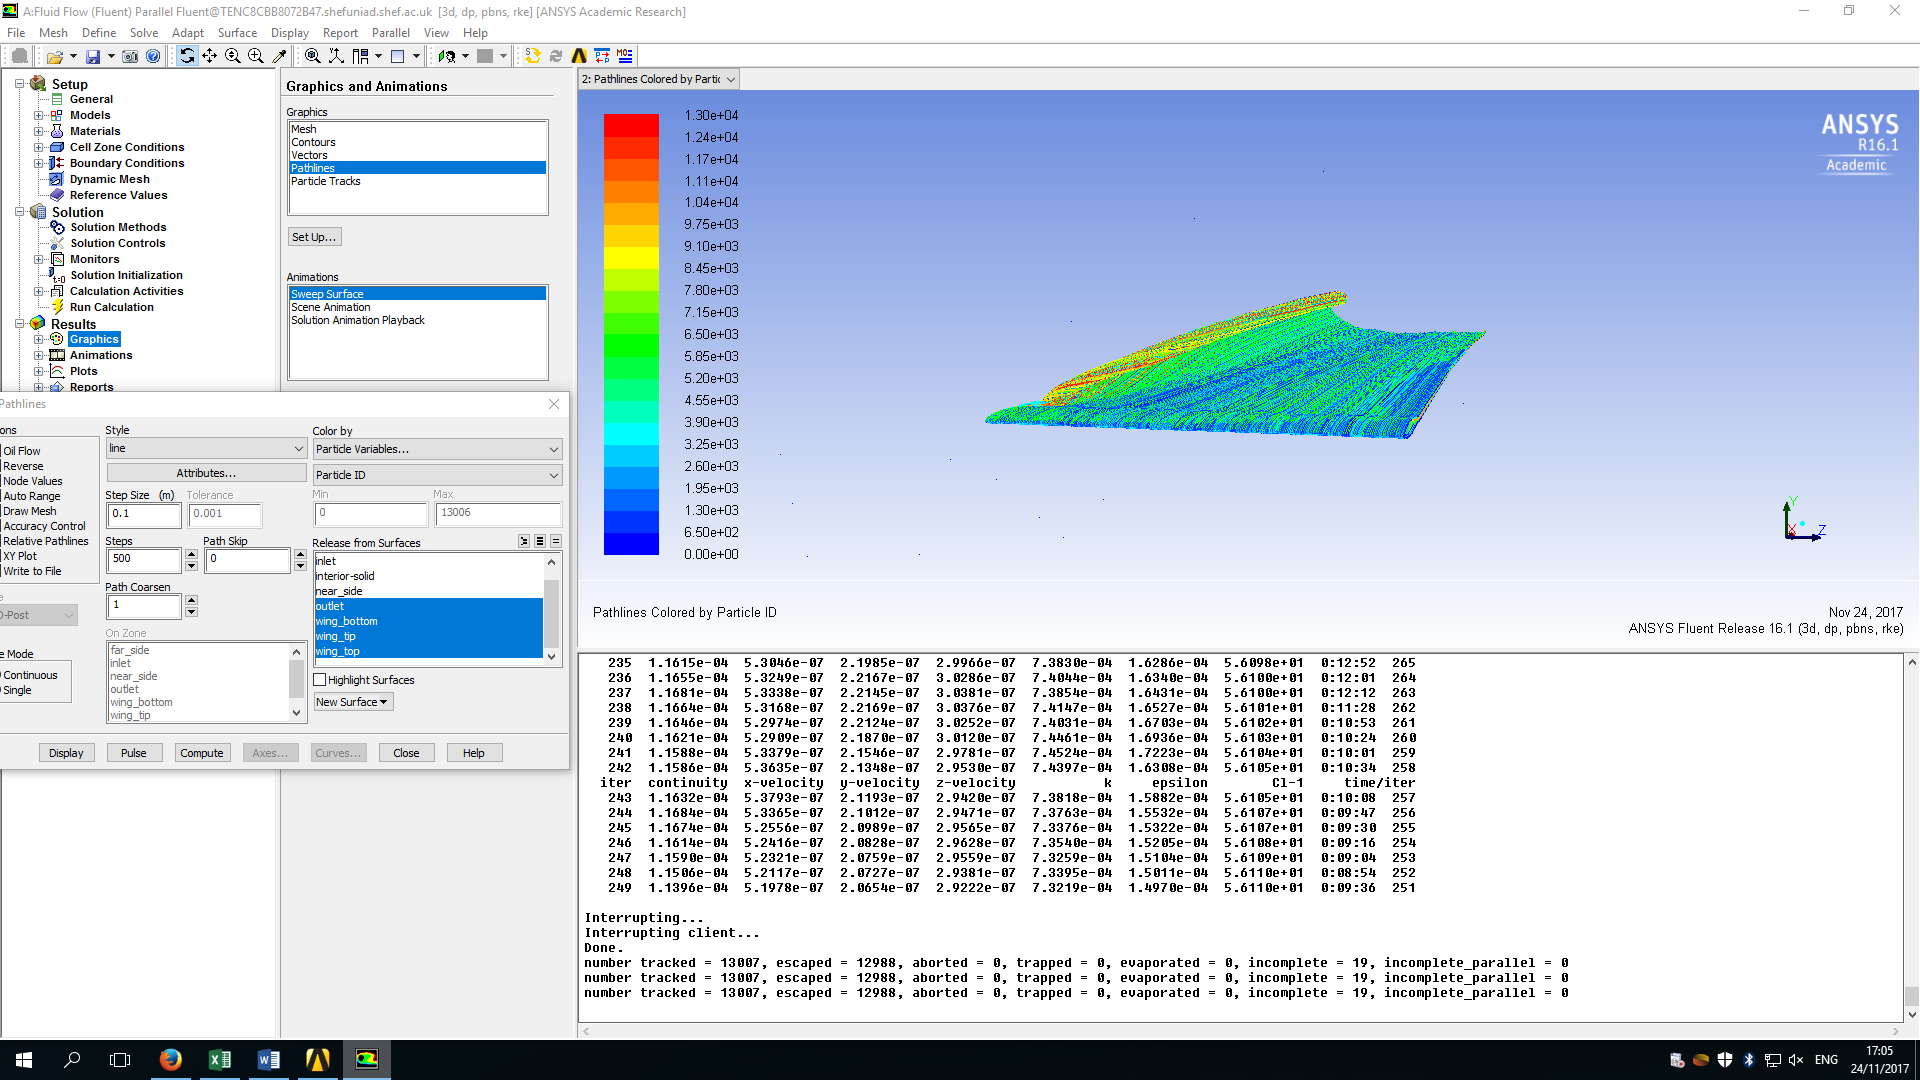 A:Fluid Flow (Fluent) Parallel Fluent@TENC8CBB8072B47.shefuniad.shef.ac.uk [3d, dp, pbns, rke] [ANSYS Academic Research]
File Mesh Define Solve Adapt Surface Display Report Parallel View Help
Setup
General
Models
Materials
Cell Zone Conditions
Boundary Conditions
Dynamic Mesh
Reference Values
Solution
Solution Methods
Solution Controls
Monitors
Solution Initialization
Calculation Activities
Run Calculation
Results
Graphics
Animations
Plots
Reports
Graphics and Animations
Graphics
Mesh
Contours
Vectors
Pathlines
Particle Tracks
Set Up...
Animations
Sweep Surface
Scene Animation
Solution Animation Playback
Pathlines
ons
Oil Flow
Reverse
Node Values
Auto Range
Draw Mesh
Accuracy Control
Relative Pathlines
XY Plot
Write to File
e
D-Post
e Mode
Continuous
Single
Style
line
Attributes...
Step Size (m) Tolerance
0.1 0.001
Steps Path Skip
500 0
Path Coarsen
1
On Zone
far_side
inlet
near_side
outlet
wing_bottom
wing_tip
Color by
Particle Variables...
Particle ID
Min Max
0 13006
Release from Surfaces
inlet
interior-solid
near_side
outlet
wing_bottom
wing_tip
wing_top
Highlight Surfaces
New Surface
Display Pulse Compute Axes... Curves... Close Help
2: Pathlines Colored by Partic
1.30e+04
1.24e+04
1.17e+04
1.11e+04
1.04e+04
9.75e+03
9.10e+03
8.45e+03
7.80e+03
7.15e+03
6.50e+03
5.85e+03
5.20e+03
4.55e+03
3.90e+03
3.25e+03
2.60e+03
1.95e+03
1.30e+03
6.50e+02
0.00e+00
ANSYS
R16.1
Academic
Y
X
Z
Pathlines Colored by Particle ID
Nov 24, 2017
ANSYS Fluent Release 16.1 (3d, dp, pbns, rke)
235 1.1615e-04 5.3046e-07 2.1985e-07 2.9966e-07 7.3830e-04 1.6286e-04 5.6098e+01 0:12:52 265
236 1.1655e-04 5.3249e-07 2.2167e-07 3.0286e-07 7.4044e-04 1.6340e-04 5.6100e+01 0:12:01 264
237 1.1681e-04 5.3338e-07 2.2145e-07 3.0381e-07 7.3854e-04 1.6431e-04 5.6100e+01 0:12:12 263
238 1.1664e-04 5.3168e-07 2.2169e-07 3.0376e-07 7.4147e-04 1.6527e-04 5.6101e+01 0:11:28 262
239 1.1646e-04 5.2974e-07 2.2124e-07 3.0252e-07 7.4031e-04 1.6703e-04 5.6102e+01 0:10:53 261
240 1.1621e-04 5.2909e-07 2.1870e-07 3.0120e-07 7.4461e-04 1.6936e-04 5.6103e+01 0:10:24 260
241 1.1588e-04 5.3379e-07 2.1546e-07 2.9781e-07 7.4524e-04 1.7223e-04 5.6104e+01 0:10:01 259
242 1.1586e-04 5.3635e-07 2.1348e-07 2.9530e-07 7.4397e-04 1.6308e-04 5.6105e+01 0:10:34 258
iter continuity x-velocity y-velocity z-velocity k epsilon Cl-1 time/iter
243 1.1632e-04 5.3793e-07 2.1193e-07 2.9420e-07 7.3818e-04 1.5882e-04 5.6105e+01 0:10:08 257
244 1.1684e-04 5.3365e-07 2.1012e-07 2.9471e-07 7.3763e-04 1.5532e-04 5.6107e+01 0:09:47 256
245 1.1674e-04 5.2556e-07 2.0989e-07 2.9565e-07 7.3376e-04 1.5322e-04 5.6107e+01 0:09:30 255
246 1.1614e-04 5.2416e-07 2.0828e-07 2.9628e-07 7.3540e-04 1.5205e-04 5.6108e+01 0:09:16 254
247 1.1590e-04 5.2321e-07 2.0759e-07 2.9559e-07 7.3259e-04 1.5104e-04 5.6109e+01 0:09:04 253
248 1.1506e-04 5.2117e-07 2.0727e-07 2.9381e-07 7.3395e-04 1.5011e-04 5.6110e+01 0:08:54 252
249 1.1396e-04 5.1978e-07 2.0654e-07 2.9222e-07 7.3219e-04 1.4970e-04 5.6110e+01 0:09:36 251
Interrupting...
Interrupting client...
Done.
number tracked = 13007, escaped = 12988, aborted = 0, trapped = 0, evaporated = 0, incomplete = 19, incomplete_parallel = 0
number tracked = 13007, escaped = 12988, aborted = 0, trapped = 0, evaporated = 0, incomplete = 19, incomplete_parallel = 0
number tracked = 13007, escaped = 12988, aborted = 0, trapped = 0, evaporated = 0, incomplete = 19, incomplete_parallel = 0
ENG
17:05
24/11/2017